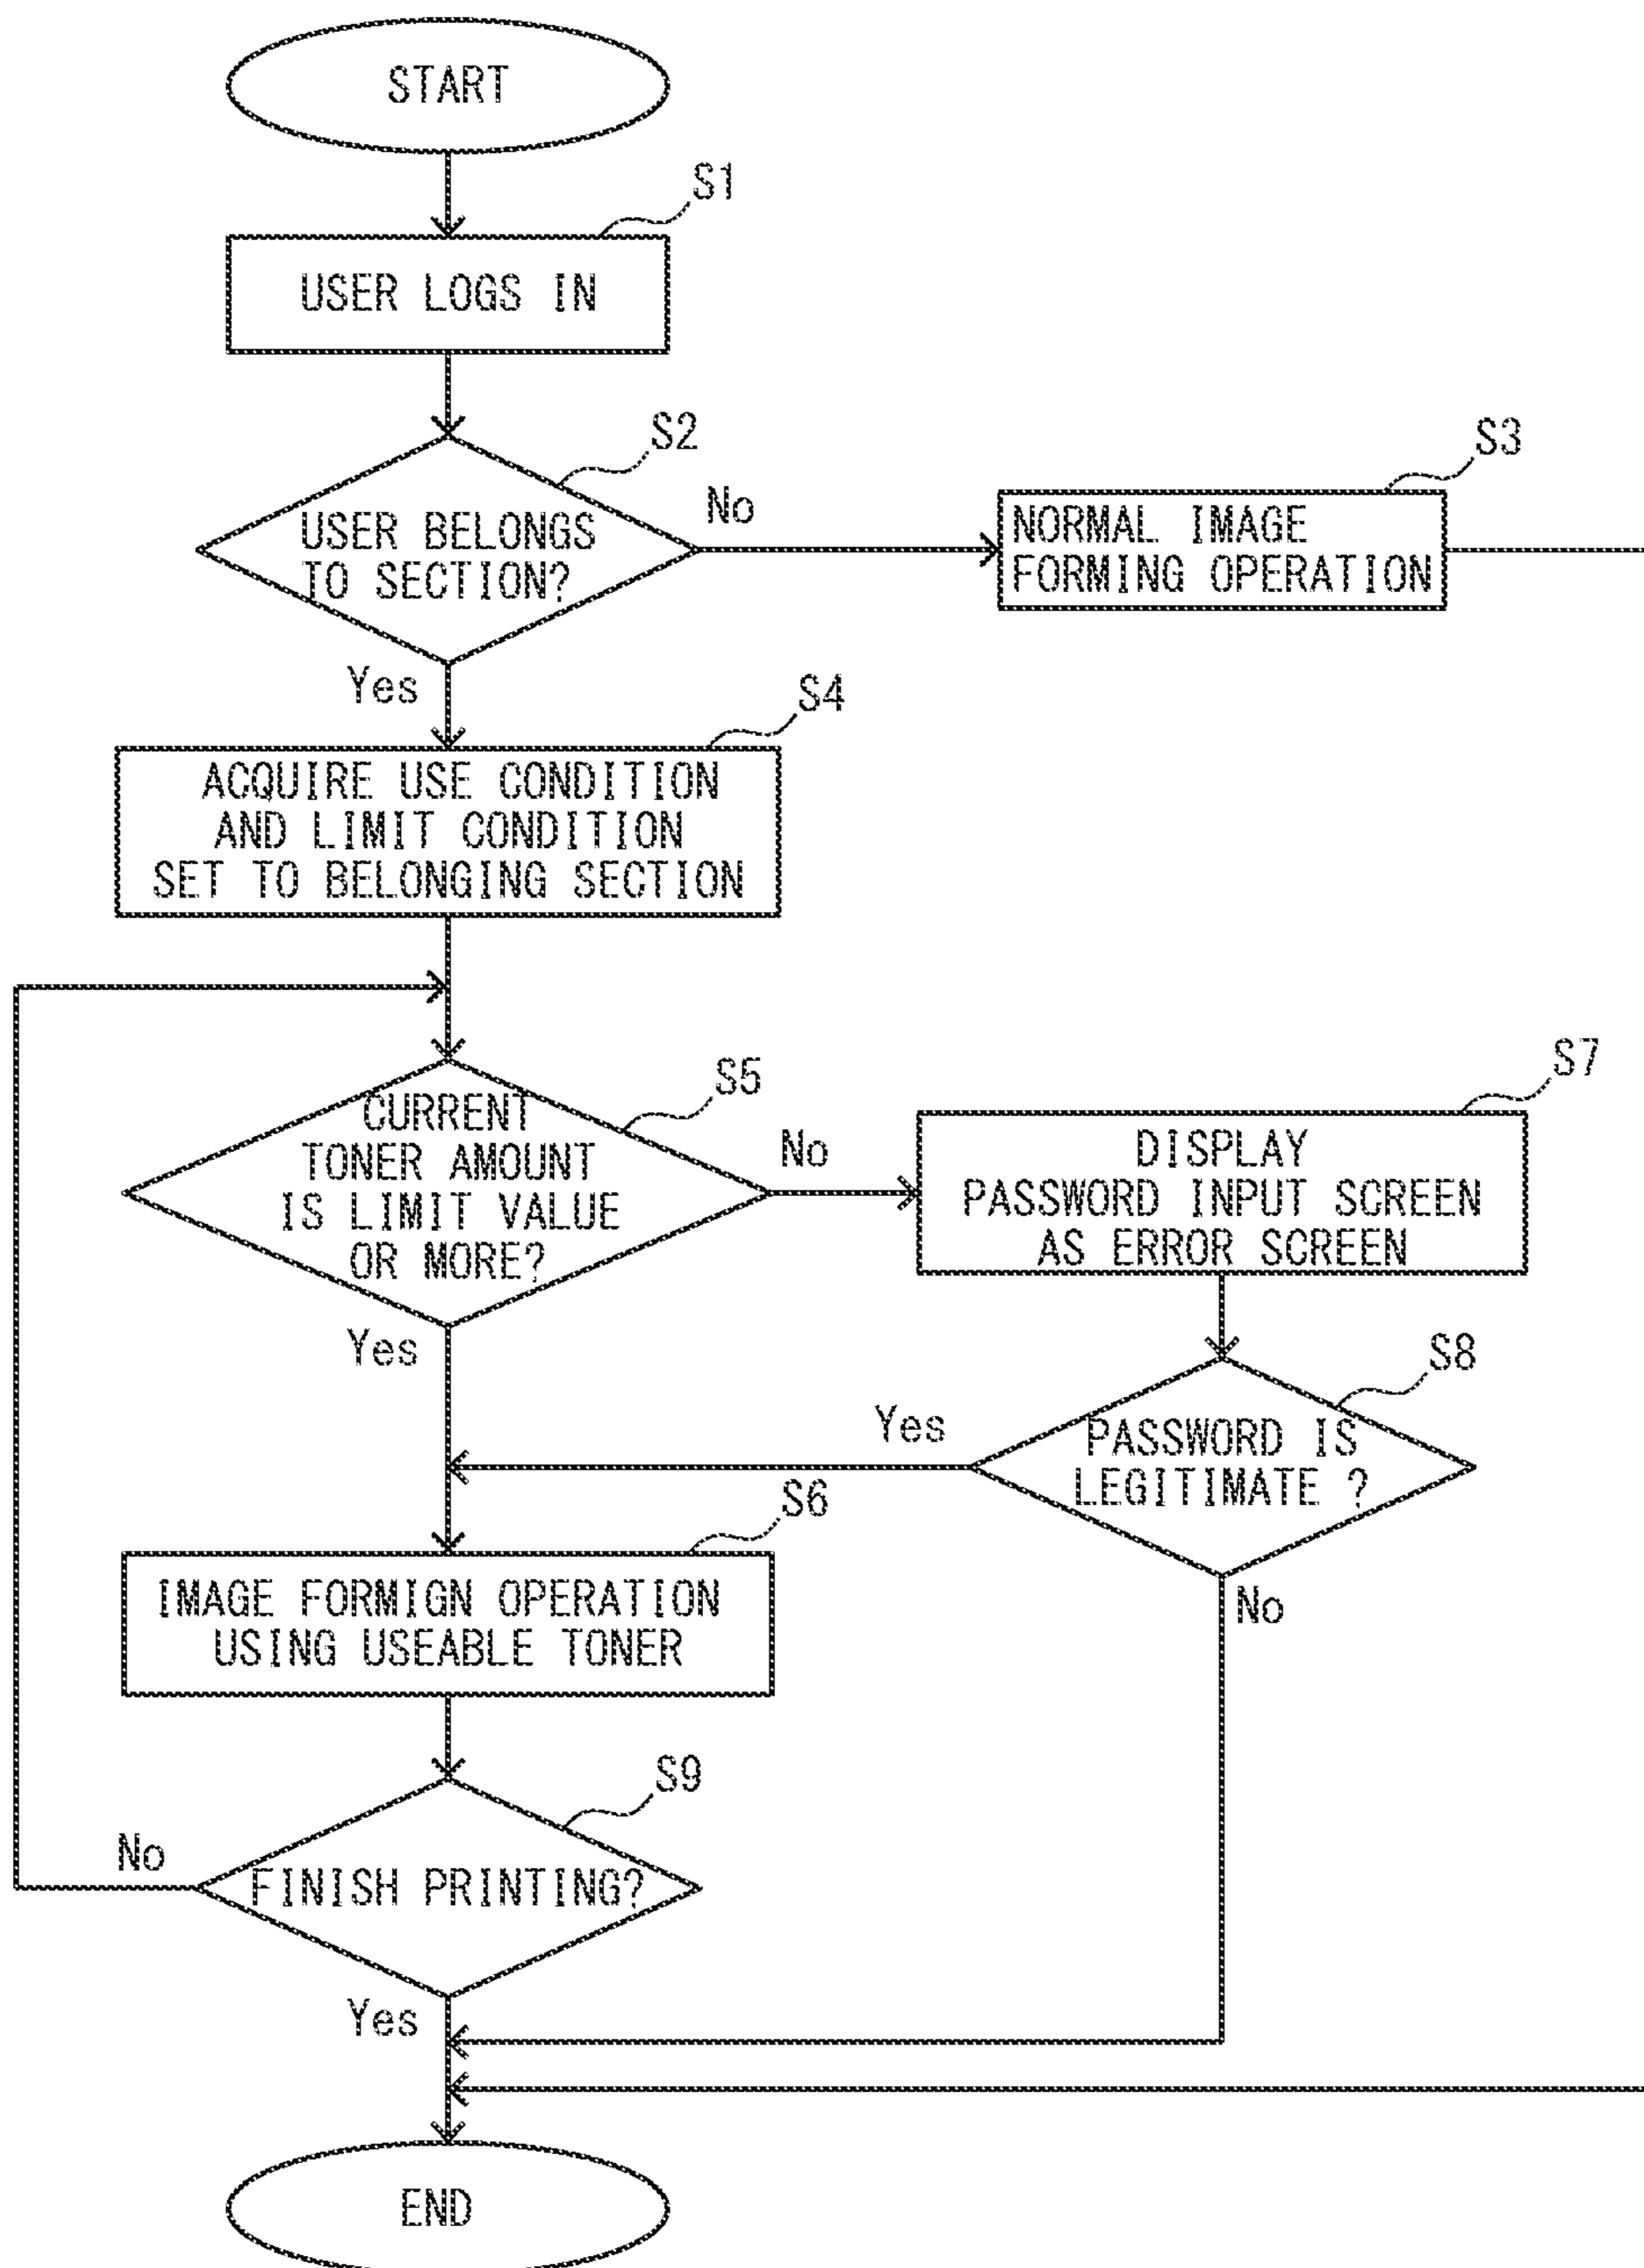 START
S1
USER LOGS IN
S2
USER BELONGS
TO SECTION?
No
S3
NORMAL IMAGE
FORMING OPERATION
Yes
S4
ACQUIRE USE CONDITION
AND LIMIT CONDITION
SET TO BELONGING SECTION
S5
CURRENT
TONER AMOUNT
IS LIMIT VALUE
OR MORE?
No
S7
DISPLAY
PASSWORD INPUT SCREEN
AS ERROR SCREEN
Yes
S8
PASSWORD IS
LEGITIMATE ?
Yes
No
S6
IMAGE FORMIGN OPERATION
USING USEABLE TONER
S9
FINISH PRINTING?
No
Yes
END